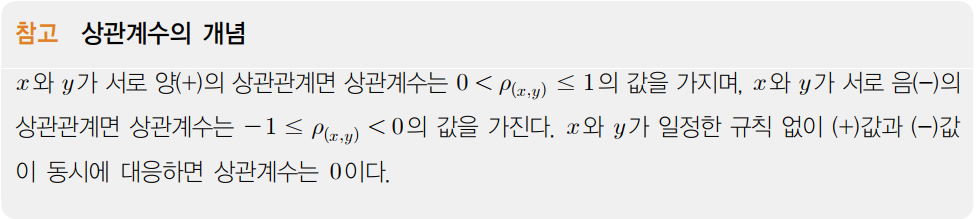 참고 상관계수의 개념
x와 y가 서로 양(+)의 상관관계면 상관계수는 0 < ρ(x,y) ≤ 1의 값을 가지며, x와 y가 서로 음(−)의
상관관계면 상관계수는 −1 ≤ ρ(x,y) < 0의 값을 가진다. x와 y가 일정한 규칙 없이 (+)값과 (−)값
이 동시에 대응하면 상관계수는 0이다.